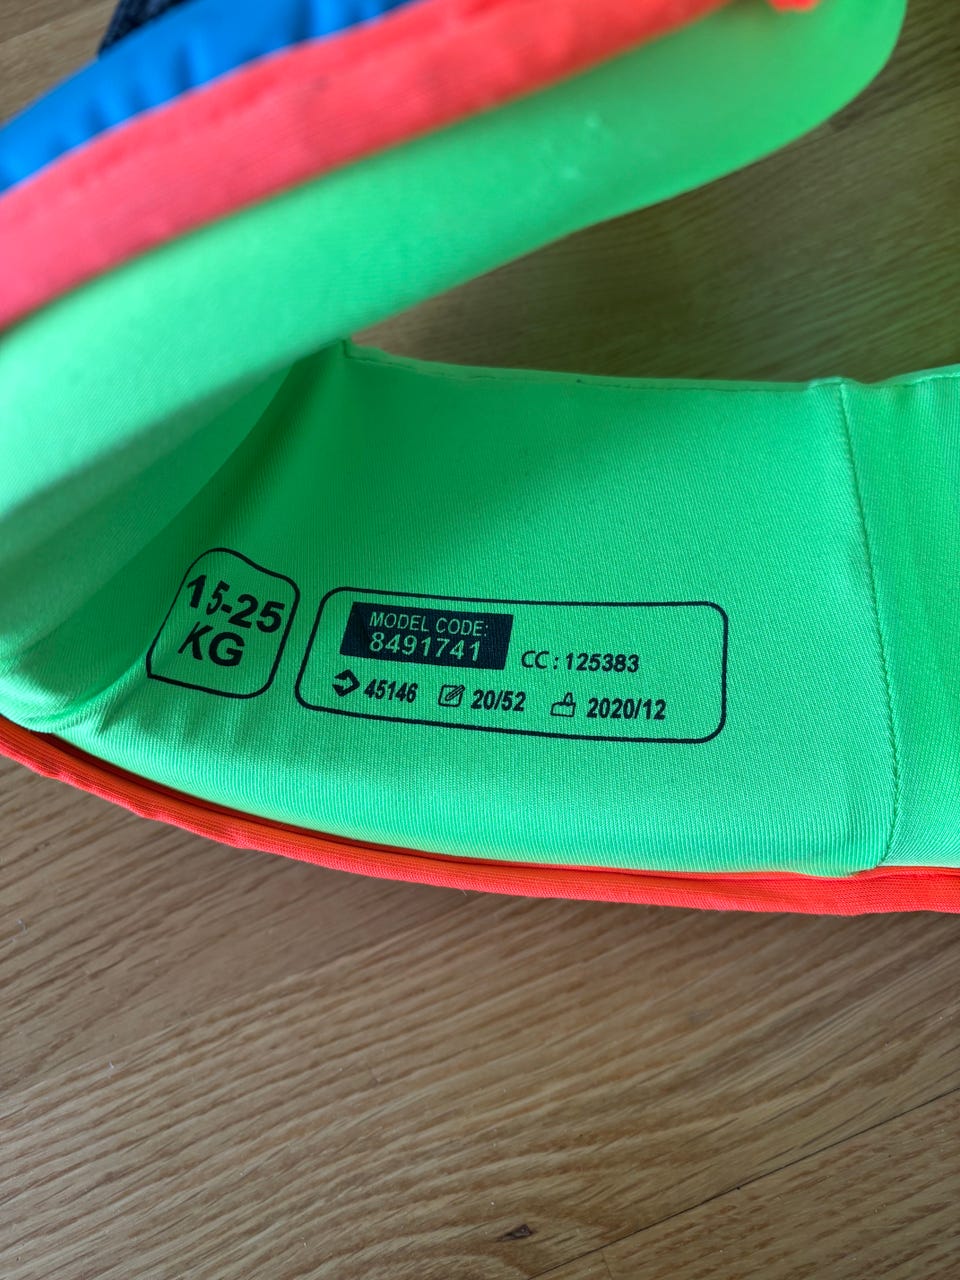 15-25
KG
MODEL CODE:
8491741
CC : 125383
45146 20/52 2020/12